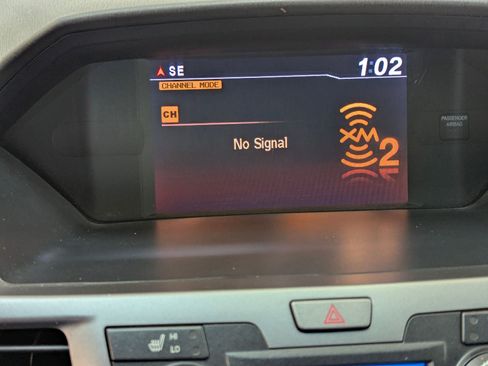 SE 1:02
CHANNEL MODE
CH
No Signal
XM
2
PASSENGER
AIRBAG
HI
LO